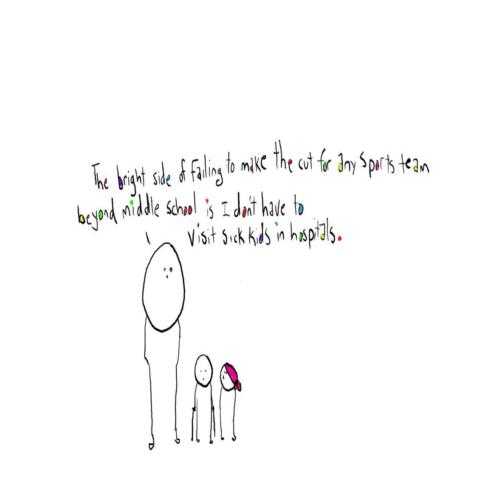 The bright side of Failing to make the cut for any Sports team
beyond middle school is I don't have to
visit sick kids in hospitals.